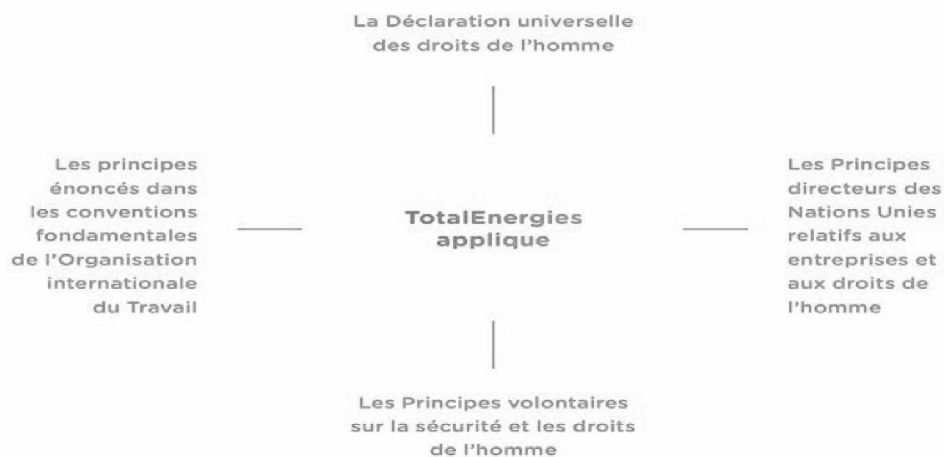 La Déclaration universelle
des droits de l'homme
Les principes
énoncés dans
les conventions
fondamentales
de l'Organisation
internationale
du Travail
TotalEnergies
applique
Les Principes
directeurs des
Nations Unies
relatifs aux
entreprises et
aux droits de
l'homme
Les Principes volontaires
sur la sécurité et les droits
de l'homme